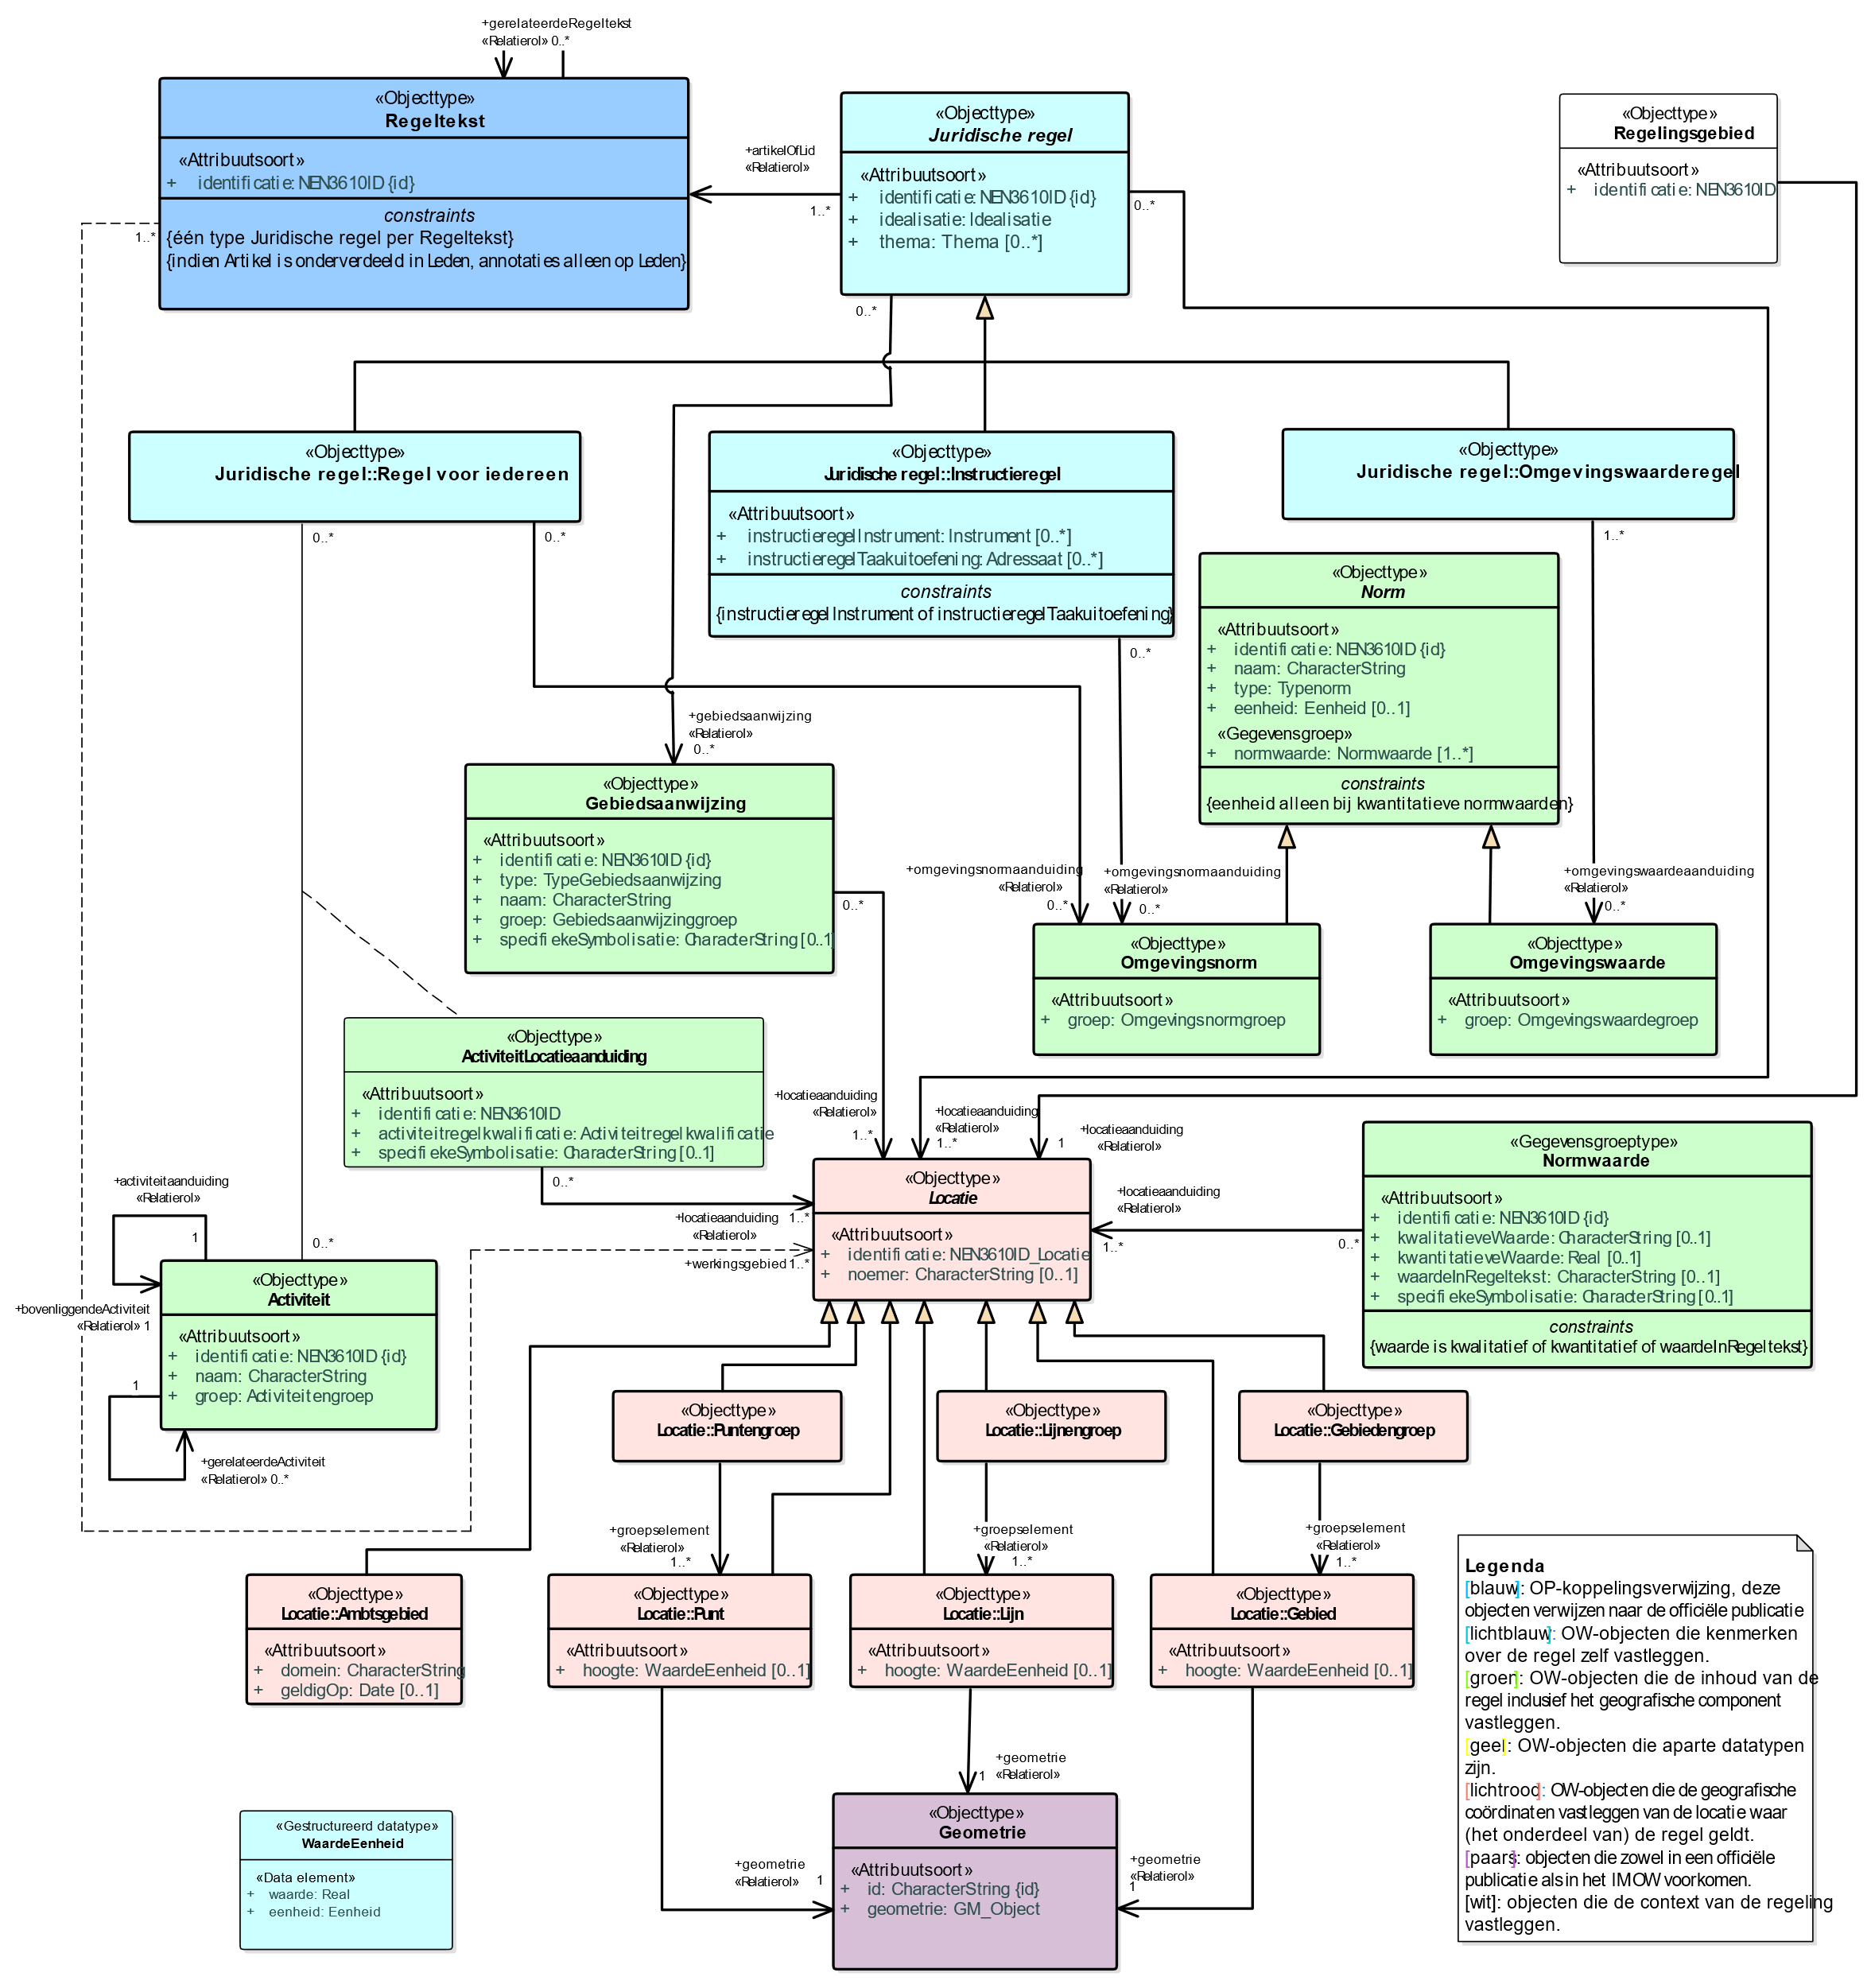 +gerelateerdeRegeltekst
«Relatierol» 0..*
«Objecttype»
Regeltekst
«Attribuutsoort»
+ identificatie: NEN3610ID {id}
constraints
{één type Juridische regel per Regeltekst}
{indien Artikel is onderverdeeld in Leden, annotaties alleen op Leden}
1..*
+artikelOfLid
«Relatierol»
1..*
«Objecttype»
Juridische regel
«Attribuutsoort»
+ identificatie: NEN3610ID {id}
+ idealisatie: Idealisatie
+ thema: Thema [0..*]
0..*
0..*
«Objecttype»
Regelingsgebied
«Attribuutsoort»
+ identificatie: NEN3610ID
«Objecttype»
Juridische regel::Regel voor iedereen
0..*
0..*
«Objecttype»
Juridische regel::Instructieregel
«Attribuutsoort»
+ instructieregelInstrument: Instrument [0..*]
+ instructieregelTaakuitoefening: Adressaat [0..*]
constraints
{instructieregelInstrument of instructieregelTaakuitoefening}
0..*
«Objecttype»
Juridische regel::Omgevingswaarderegel
1..*
«Objecttype»
Norm
«Attribuutsoort»
+ identificatie: NEN3610ID {id}
+ naam: CharacterString
+ type: Typenorm
+ eenheid: Eenheid [0..1]
«Gegevensgroep»
+ normwaarde: Normwaarde [1..*]
constraints
{eenheid alleen bij kwantitatieve normwaarden}
+gebiedsaanwijzing
«Relatierol»
0..*
«Objecttype»
Gebiedsaanwijzing
«Attribuutsoort»
+ identificatie: NEN3610ID {id}
+ type: TypeGebiedsaanwijzing
+ naam: CharacterString
+ groep: Gebiedsaanwijzinggroep
+ specifiekeSymbolisatie: CharacterString [0..1]
0..*
+omgevingsnormaanduiding
«Relatierol»
0..*
+omgevingsnormaanduiding
«Relatierol»
0..*
+omgevingswaardeaanduiding
«Relatierol»
0..*
«Objecttype»
Omgevingsnorm
«Attribuutsoort»
+ groep: Omgevingsnormgroep
«Objecttype»
Omgevingswaarde
«Attribuutsoort»
+ groep: Omgevingswaardegroep
«Objecttype»
ActiviteitLocatieaanduiding
«Attribuutsoort»
+ identificatie: NEN3610ID
+ activiteitregelkwalificatie: Activiteitregelkwalificatie
+ specifiekeSymbolisatie: CharacterString [0..1]
0..*
+locatieaanduiding
«Relatierol»
1..*
+locatieaanduiding
«Relatierol»
1..*
1
+locatieaanduiding
«Relatierol»
+locatieaanduiding
«Relatierol»
1..*
+werkingsgebied 1..*
«Objecttype»
Locatie
«Attribuutsoort»
+ identificatie: NEN3610ID_Locatie
+ noemer: CharacterString [0..1]
+locatieaanduiding
«Relatierol»
1..*
0..*
«Gegevensgroeptype»
Normwaarde
«Attribuutsoort»
+ identificatie: NEN3610ID {id}
+ kwalitatieveWaarde: CharacterString [0..1]
+ kwantitatieveWaarde: Real [0..1]
+ waardeInRegeltekst: CharacterString [0..1]
+ specifiekeSymbolisatie: CharacterString [0..1]
constraints
{waarde is kwalitatief of kwantitatief of waardeInRegeltekst}
+activiteitaanduiding
«Relatierol»
1
0..*
+bovenliggendeActiviteit
«Relatierol» 1
«Objecttype»
Activiteit
«Attribuutsoort»
+ identificatie: NEN3610ID {id}
+ naam: CharacterString
+ groep: Activiteitengroep
1
+gerelateerdeActiviteit
«Relatierol» 0..*
«Objecttype»
Locatie::Puntengroep
«Objecttype»
Locatie::Lijnengroep
«Objecttype»
Locatie::Gebiedengroep
+groepselement
«Relatierol»
1..*
+groepselement
«Relatierol»
1..*
+groepselement
«Relatierol»
1..*
«Objecttype»
Locatie::Ambtsgebied
«Attribuutsoort»
+ domein: CharacterString
+ geldigOp: Date [0..1]
«Objecttype»
Locatie::Punt
«Attribuutsoort»
+ hoogte: WaardeEenheid [0..1]
«Objecttype»
Locatie::Lijn
«Attribuutsoort»
+ hoogte: WaardeEenheid [0..1]
«Objecttype»
Locatie::Gebied
«Attribuutsoort»
+ hoogte: WaardeEenheid [0..1]
+geometrie
«Relatierol»
1
+geometrie
«Relatierol»
1
+geometrie
«Relatierol»
1
«Objecttype»
Geometrie
«Attribuutsoort»
+ id: CharacterString {id}
+ geometrie: GM_Object
«Gestructureerd datatype»
WaardeEenheid
«Data element»
+ waarde: Real
+ eenheid: Eenheid
Legenda
[blauw]: OP-koppelingsverwijzing, deze
objecten verwijzen naar de officiële publicatie
[lichtblauw]: OW-objecten die kenmerken
over de regel zelf vastleggen.
[groen]: OW-objecten die de inhoud van de
regel inclusief het geografische component
vastleggen.
[geel]: OW-objecten die aparte datatypen
zijn.
[lichtrood]: OW-objecten die de geografische
coördinaten vastleggen van de locatie waar
(het onderdeel van) de regel geldt.
[paars]: objecten die zowel in een officiële
publicatie als in het IMOW voorkomen.
[wit]: objecten die de context van de regeling
vastleggen.